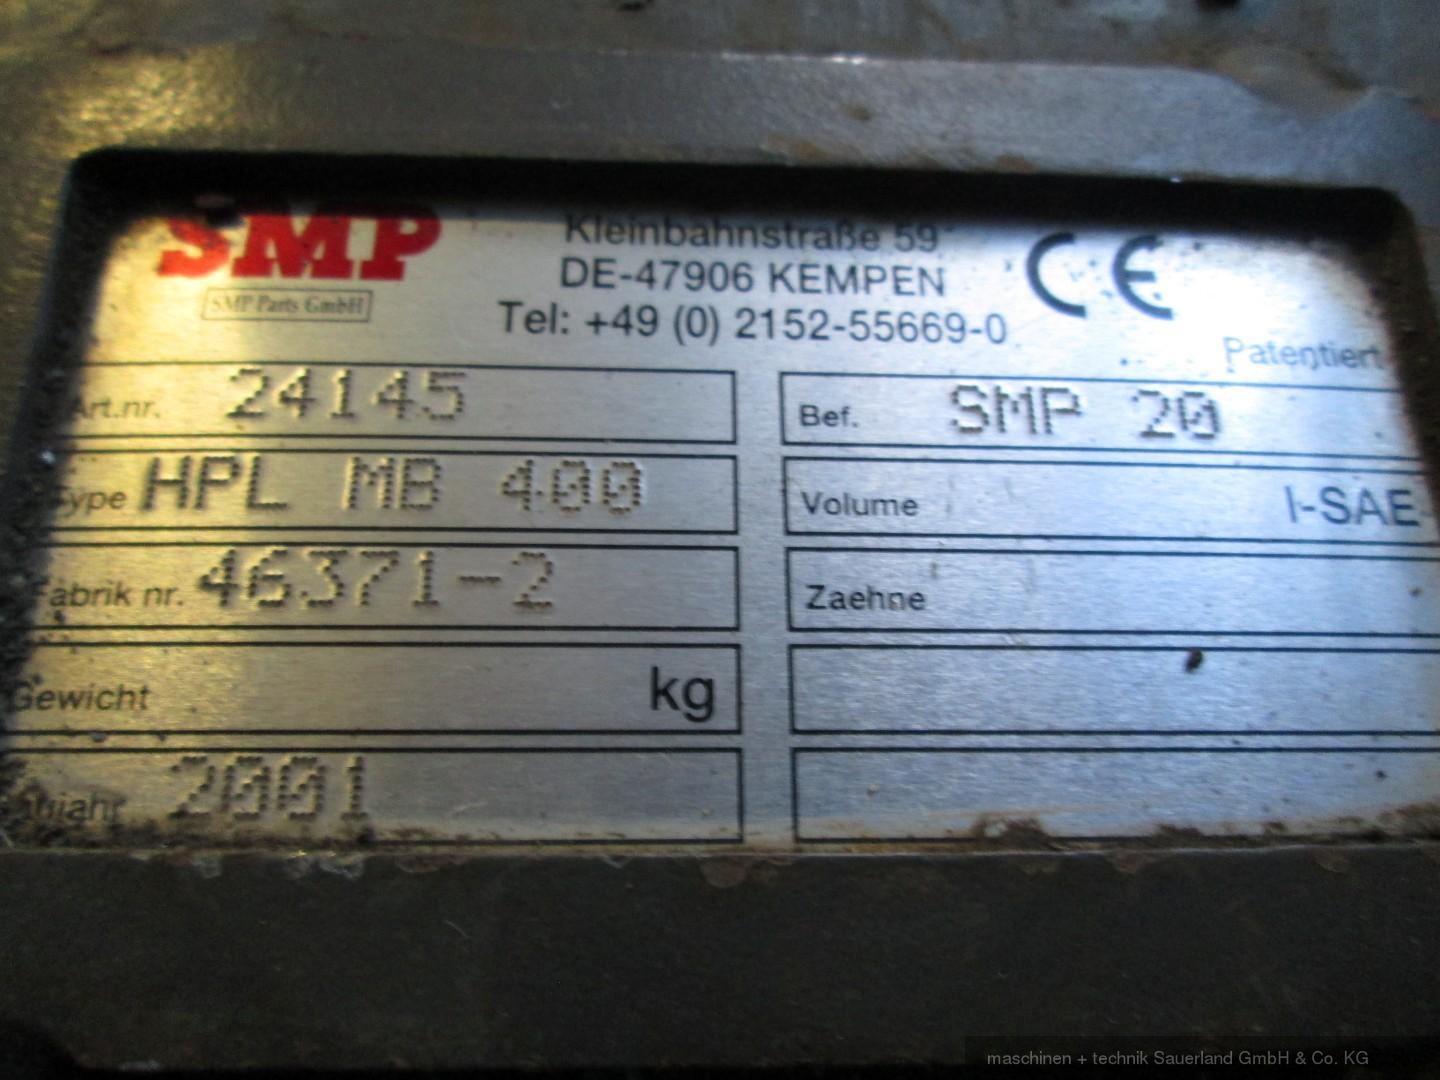 SMP
SMP Parts GmbH
Kleinbahnstraße 59
DE-47906 KEMPEN
Tel: +49 (0) 2152-55669-0
CE
Patentiert
Art.nr. 24145
Bef. SMP 20
Type HPL MB 400
Volume I-SAE
Fabrik nr. 46371-2
Zaehne
Gewicht kg
Baujahr 2001
maschinen + technik Sauerland GmbH & Co. KG